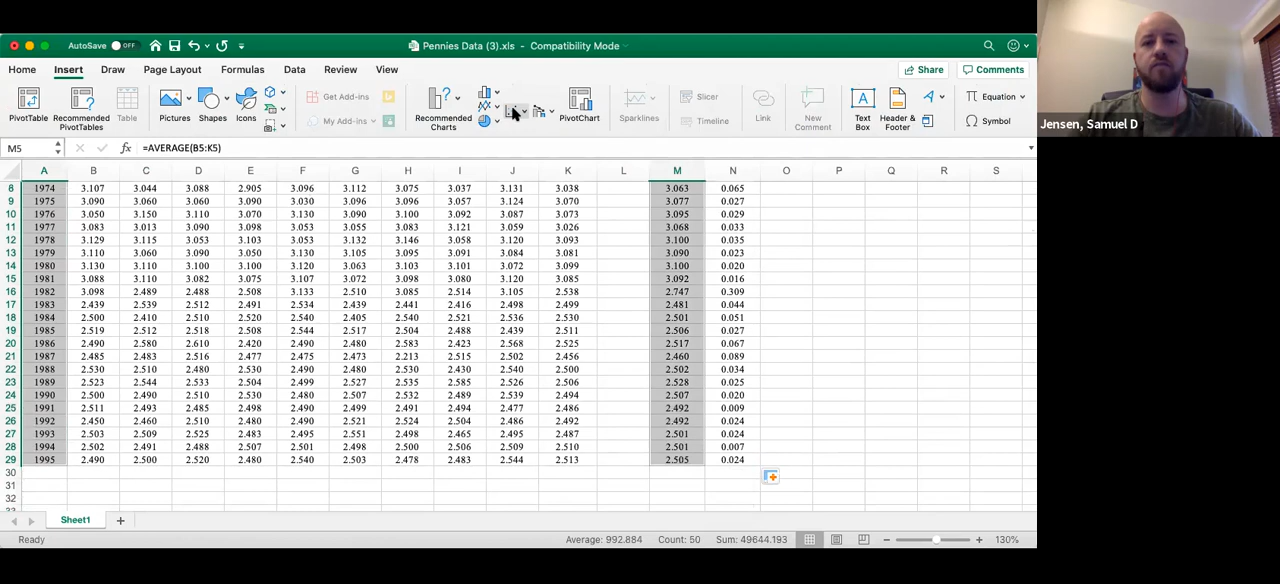 AutoSave OFF
Pennies Data (3).xls - Compatibility Mode
Home Insert Draw Page Layout Formulas Data Review View Share Comments
PivotTable Recommended PivotTables Table Pictures Shapes Icons Get Add-ins My Add-ins Recommended Charts PivotChart Sparklines Slicer Timeline Link New Comment Text Box Header & Footer Equation Symbol
Jensen, Samuel D
M5 fx =AVERAGE(B5:K5)
A B C D E F G H I J K L M N O P Q R S
8 1974 3.107 3.044 3.088 2.905 3.096 3.112 3.075 3.037 3.131 3.038 3.063 0.065
9 1975 3.090 3.060 3.060 3.090 3.030 3.096 3.096 3.057 3.124 3.070 3.077 0.027
10 1976 3.050 3.150 3.110 3.070 3.130 3.090 3.100 3.092 3.087 3.073 3.095 0.029
11 1977 3.083 3.013 3.090 3.098 3.053 3.055 3.083 3.121 3.059 3.026 3.068 0.033
12 1978 3.129 3.115 3.053 3.103 3.053 3.132 3.146 3.058 3.120 3.093 3.100 0.035
13 1979 3.110 3.060 3.090 3.050 3.130 3.105 3.095 3.091 3.084 3.081 3.090 0.023
14 1980 3.130 3.110 3.100 3.100 3.120 3.063 3.103 3.101 3.072 3.099 3.100 0.020
15 1981 3.088 3.110 3.082 3.075 3.107 3.072 3.098 3.080 3.120 3.085 3.092 0.016
16 1982 3.098 2.489 2.488 2.508 3.133 2.510 3.085 2.514 3.105 2.538 2.747 0.309
17 1983 2.439 2.539 2.512 2.491 2.534 2.439 2.441 2.416 2.498 2.499 2.481 0.044
18 1984 2.500 2.410 2.510 2.520 2.540 2.405 2.540 2.521 2.536 2.530 2.501 0.051
19 1985 2.519 2.512 2.518 2.508 2.544 2.517 2.504 2.488 2.439 2.511 2.506 0.027
20 1986 2.490 2.580 2.610 2.420 2.490 2.480 2.583 2.423 2.568 2.525 2.517 0.067
21 1987 2.485 2.483 2.516 2.477 2.475 2.473 2.213 2.515 2.502 2.456 2.460 0.089
22 1988 2.530 2.510 2.480 2.530 2.490 2.480 2.530 2.430 2.540 2.500 2.502 0.034
23 1989 2.523 2.544 2.533 2.504 2.499 2.527 2.535 2.585 2.526 2.506 2.528 0.025
24 1990 2.500 2.490 2.510 2.530 2.480 2.507 2.532 2.489 2.539 2.494 2.507 0.020
25 1991 2.511 2.493 2.485 2.498 2.490 2.499 2.491 2.494 2.477 2.486 2.492 0.009
26 1992 2.450 2.460 2.510 2.480 2.490 2.521 2.524 2.504 2.486 2.492 2.492 0.024
27 1993 2.503 2.509 2.525 2.483 2.495 2.551 2.498 2.465 2.495 2.487 2.501 0.024
28 1994 2.502 2.491 2.488 2.507 2.501 2.498 2.500 2.506 2.509 2.510 2.501 0.007
29 1995 2.490 2.500 2.520 2.480 2.540 2.503 2.478 2.483 2.544 2.513 2.505 0.024
30
31
32
Sheet1
Ready Average: 992.884 Count: 50 Sum: 49644.193 130%